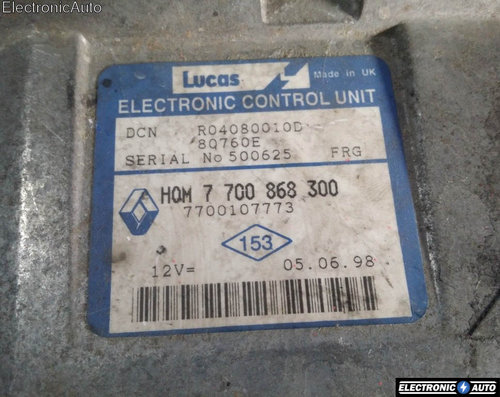 ElectronicAuto
Lucas Made in UK
ELECTRONIC CONTROL UNIT
DCN R04080010D
80760E
SERIAL No 500625 FRG
HOM 7 700 868 300
7700107773
153
12V= 05.06.98
ELECTRONIC AUTO